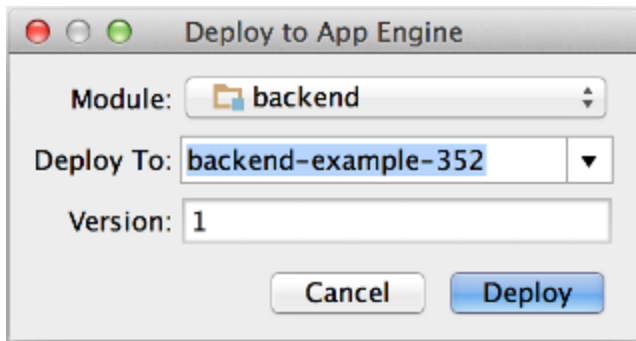 Deploy to App Engine
Module: backend
Deploy To: backend-example-352
Version: 1
Cancel Deploy